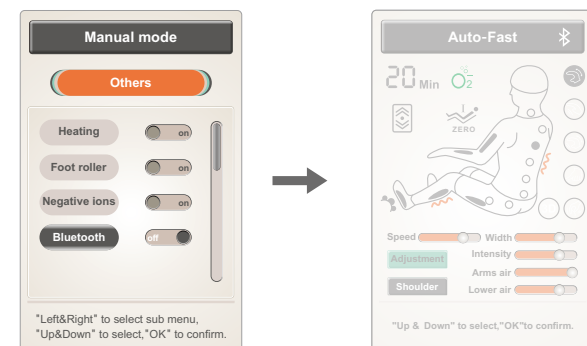 Manual mode
Others
Heating
on
Foot roller
on
Negative ions
on
Bluetooth
off
"Left&Right" to select sub menu,
"Up&Down" to select,"OK" to confirm.
Auto-Fast
20 Min O2
ZERO
Speed
Width
Adjustment
Intensity
Arms air
Shoulder
Lower air
"Up & Down" to select,"OK"to confirm.